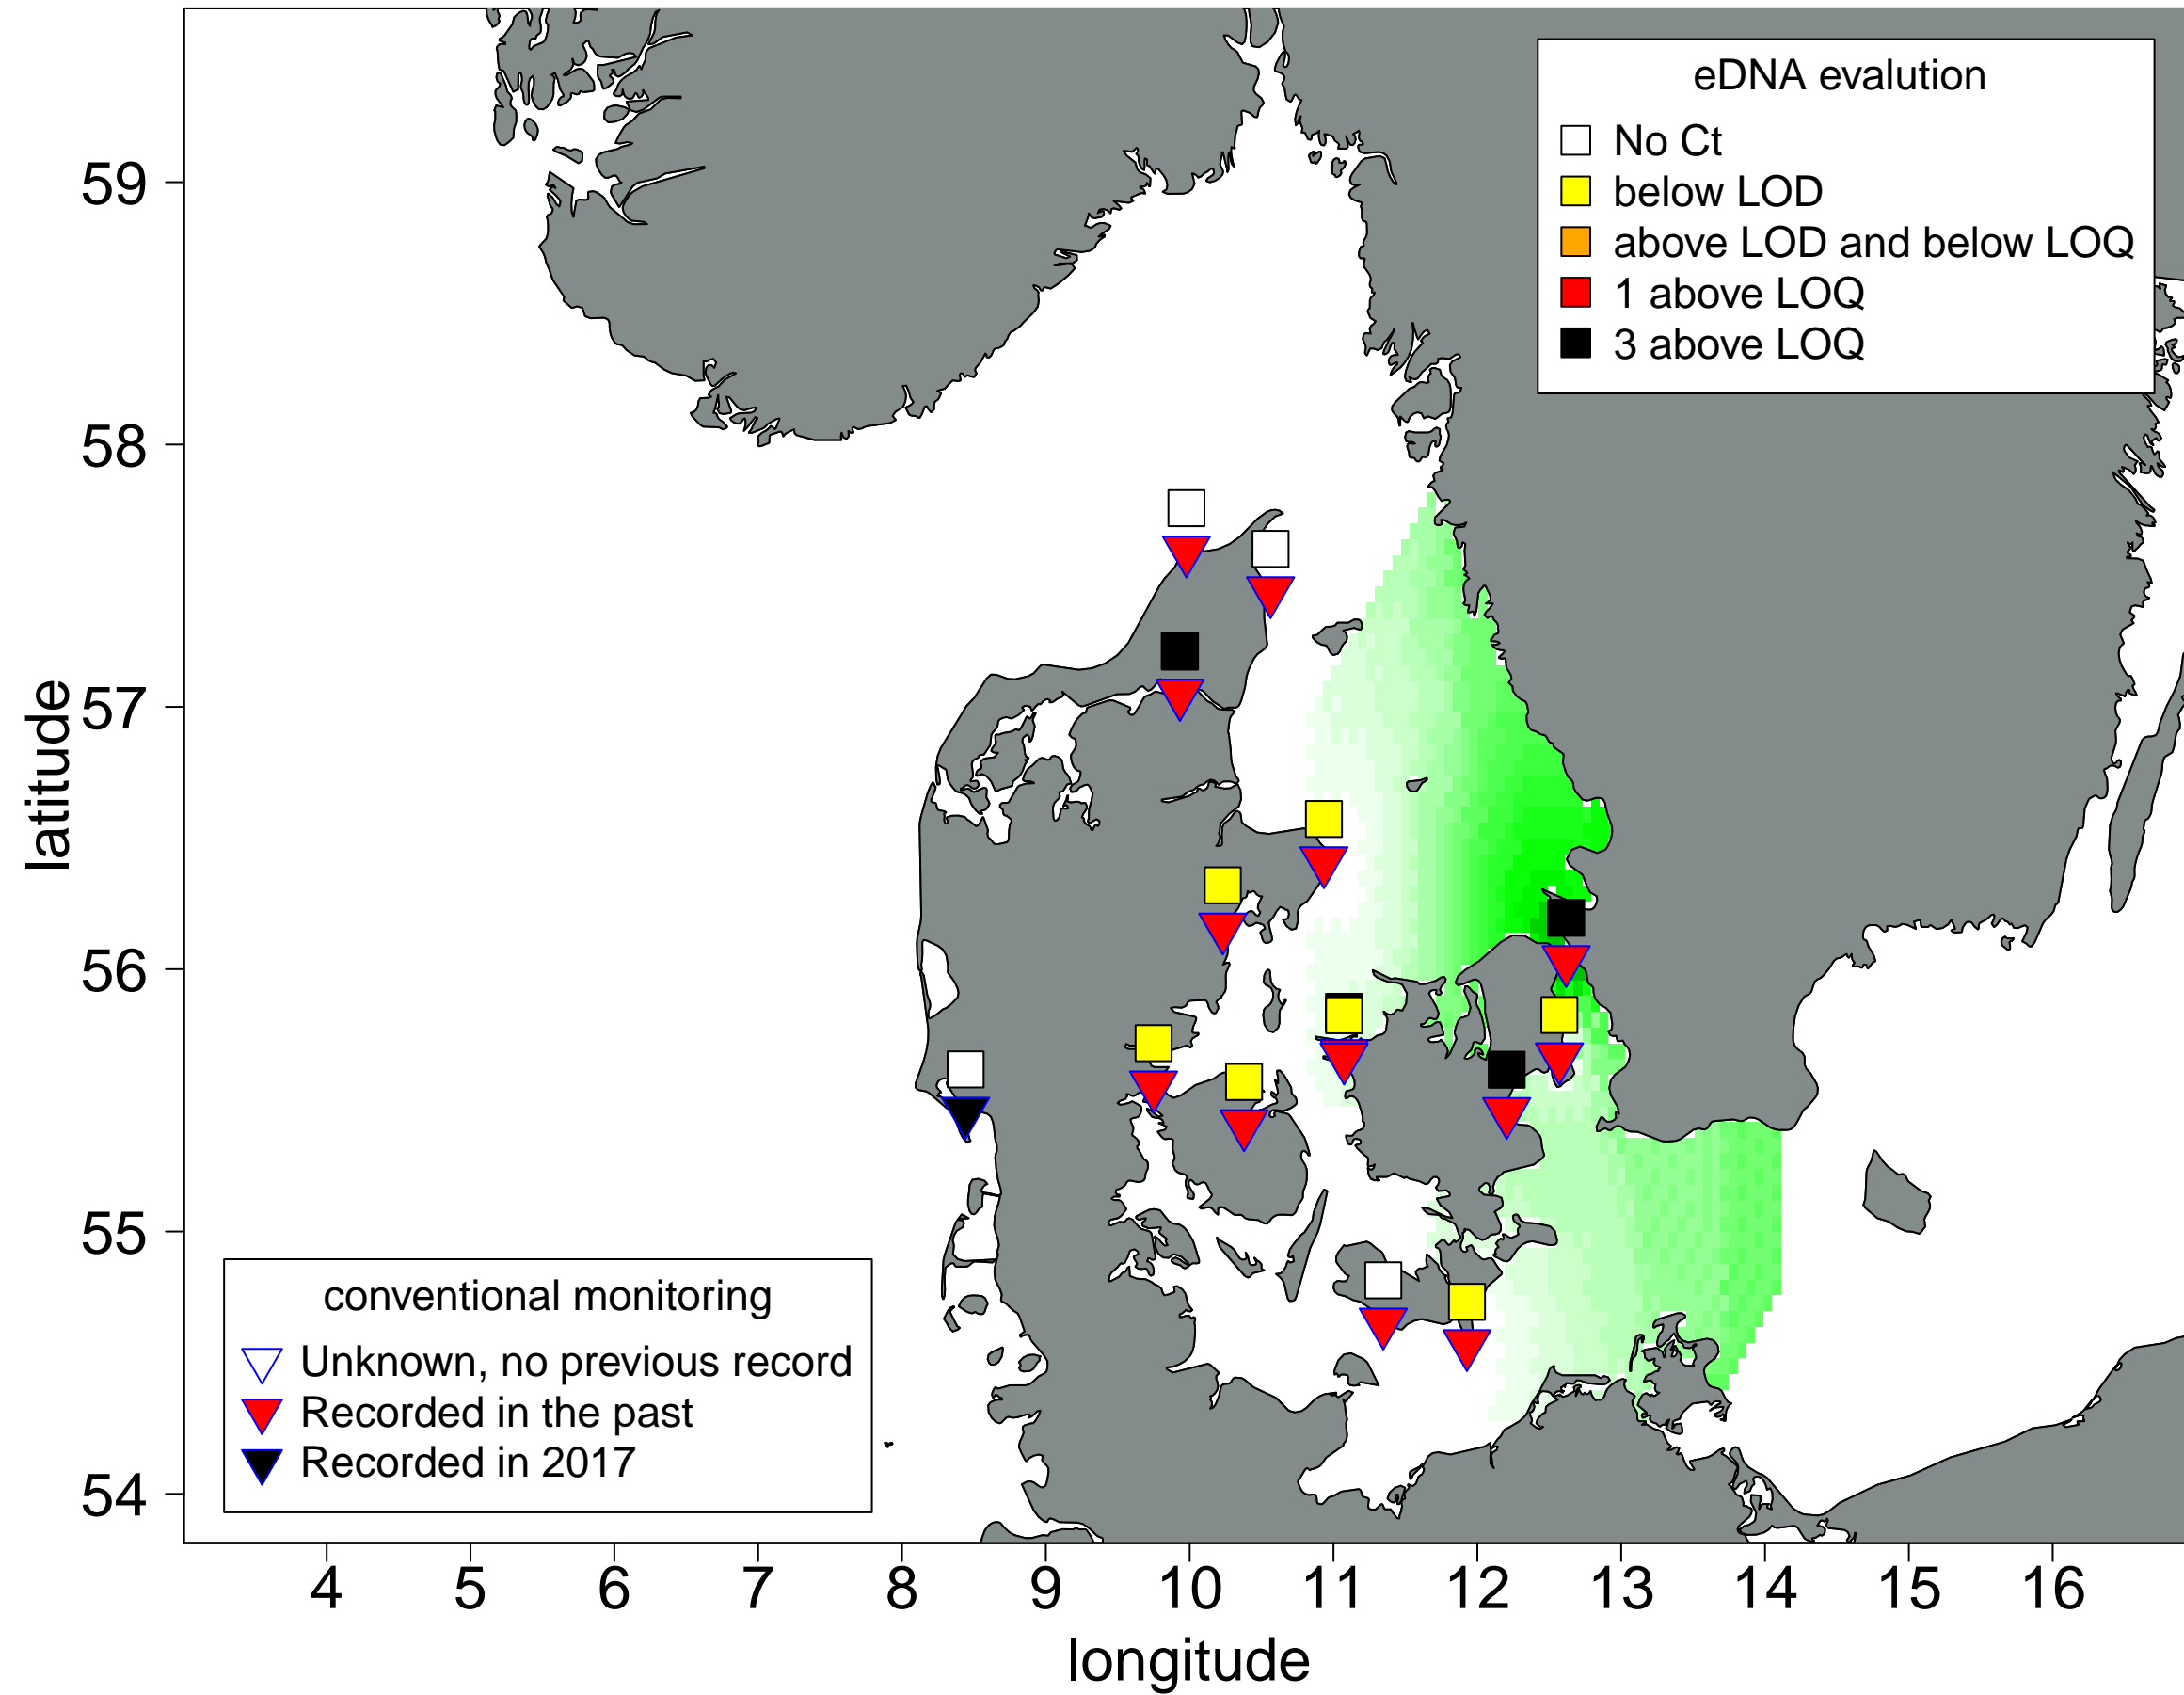 eDNA evalution
No Ct
below LOD
above LOD and below LOQ
1 above LOQ
3 above LOQ
59
58
57
56
55
54
latitude
conventional monitoring
Unknown, no previous record
Recorded in the past
Recorded in 2017
4 5 6 7 8 9 10 11 12 13 14 15 16
longitude